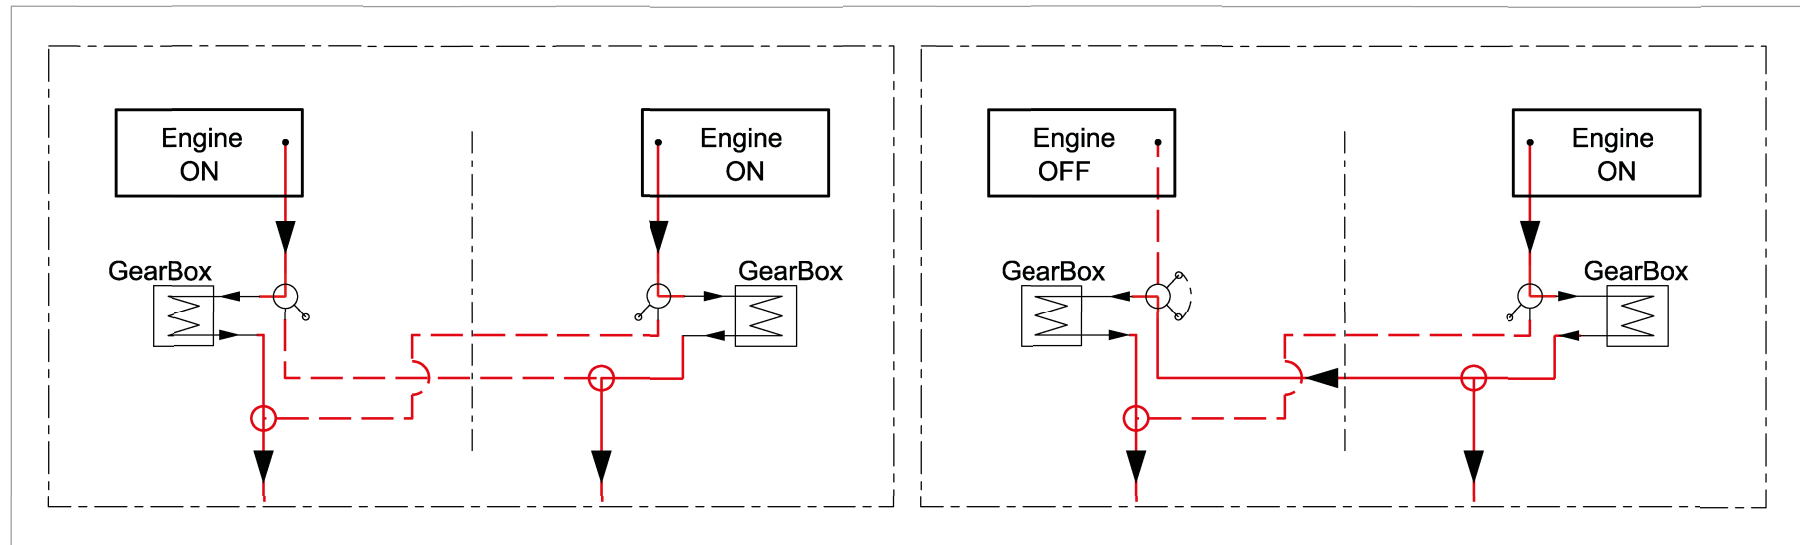 Engine
ON
Engine
ON
GearBox
GearBox
Engine
OFF
Engine
ON
GearBox
GearBox